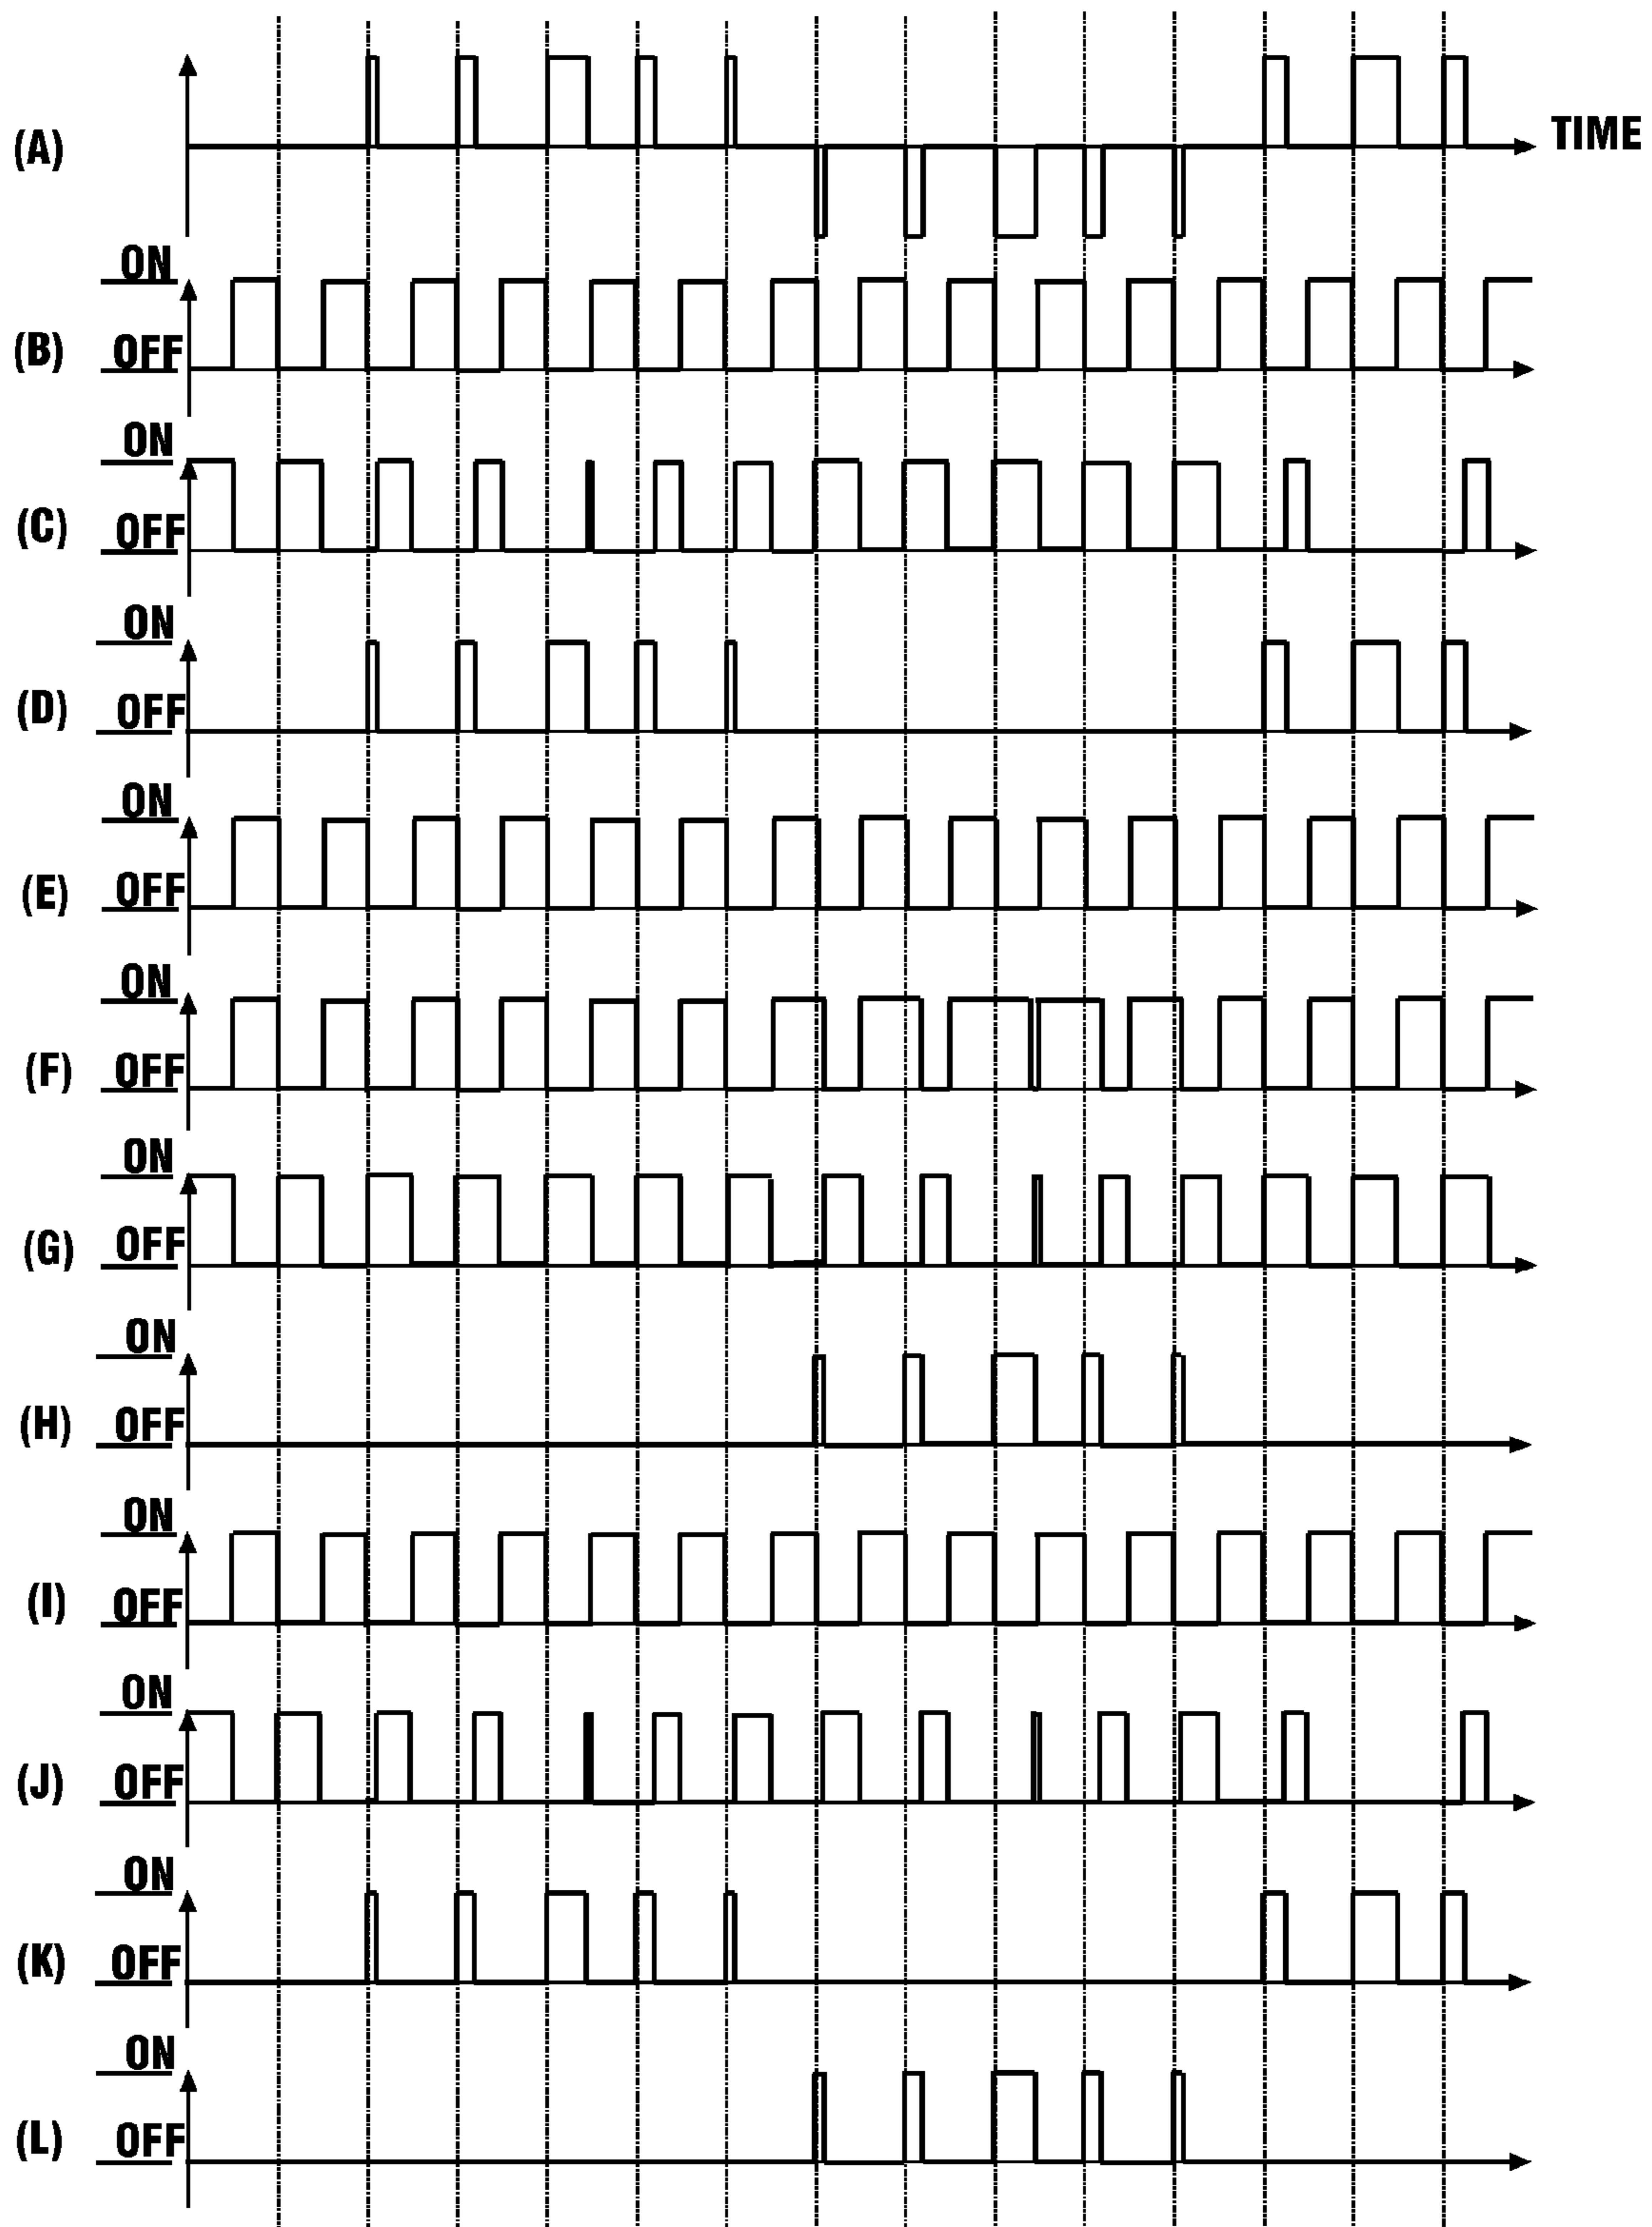 (A)
TIME
ON
(B) OFF
ON
(C) OFF
ON
(D) OFF
ON
(E) OFF
ON
(F) OFF
ON
(G) OFF
ON
(H) OFF
ON
(I) OFF
ON
(J) OFF
ON
(K) OFF
ON
(L) OFF